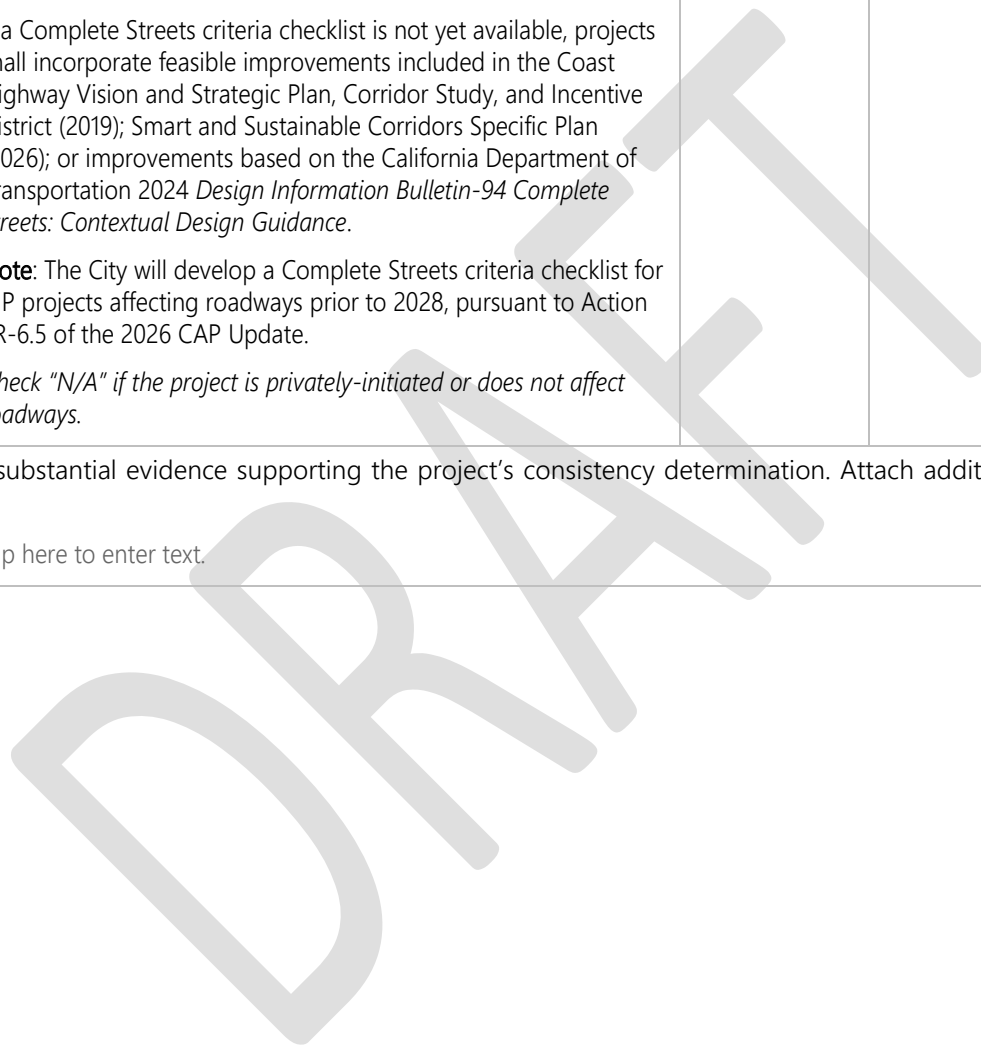 a Complete Streets criteria checklist is not yet available, projects
all incorporate feasible improvements included in the Coast
ighway Vision and Strategic Plan, Corridor Study, and Incentive
istrict (2019); Smart and Sustainable Corridors Specific Plan
026); or improvements based on the California Department of
ransportation 2024 Design Information Bulletin-94 Complete
reets: Contextual Design Guidance.
ote: The City will develop a Complete Streets criteria checklist for
P projects affecting roadways prior to 2028, pursuant to Action
R-6.5 of the 2026 CAP Update.
heck “N/A” if the project is privately-initiated or does not affect
oadways.
substantial evidence supporting the project’s consistency determination. Attach addit
p here to enter text.
DRAFT